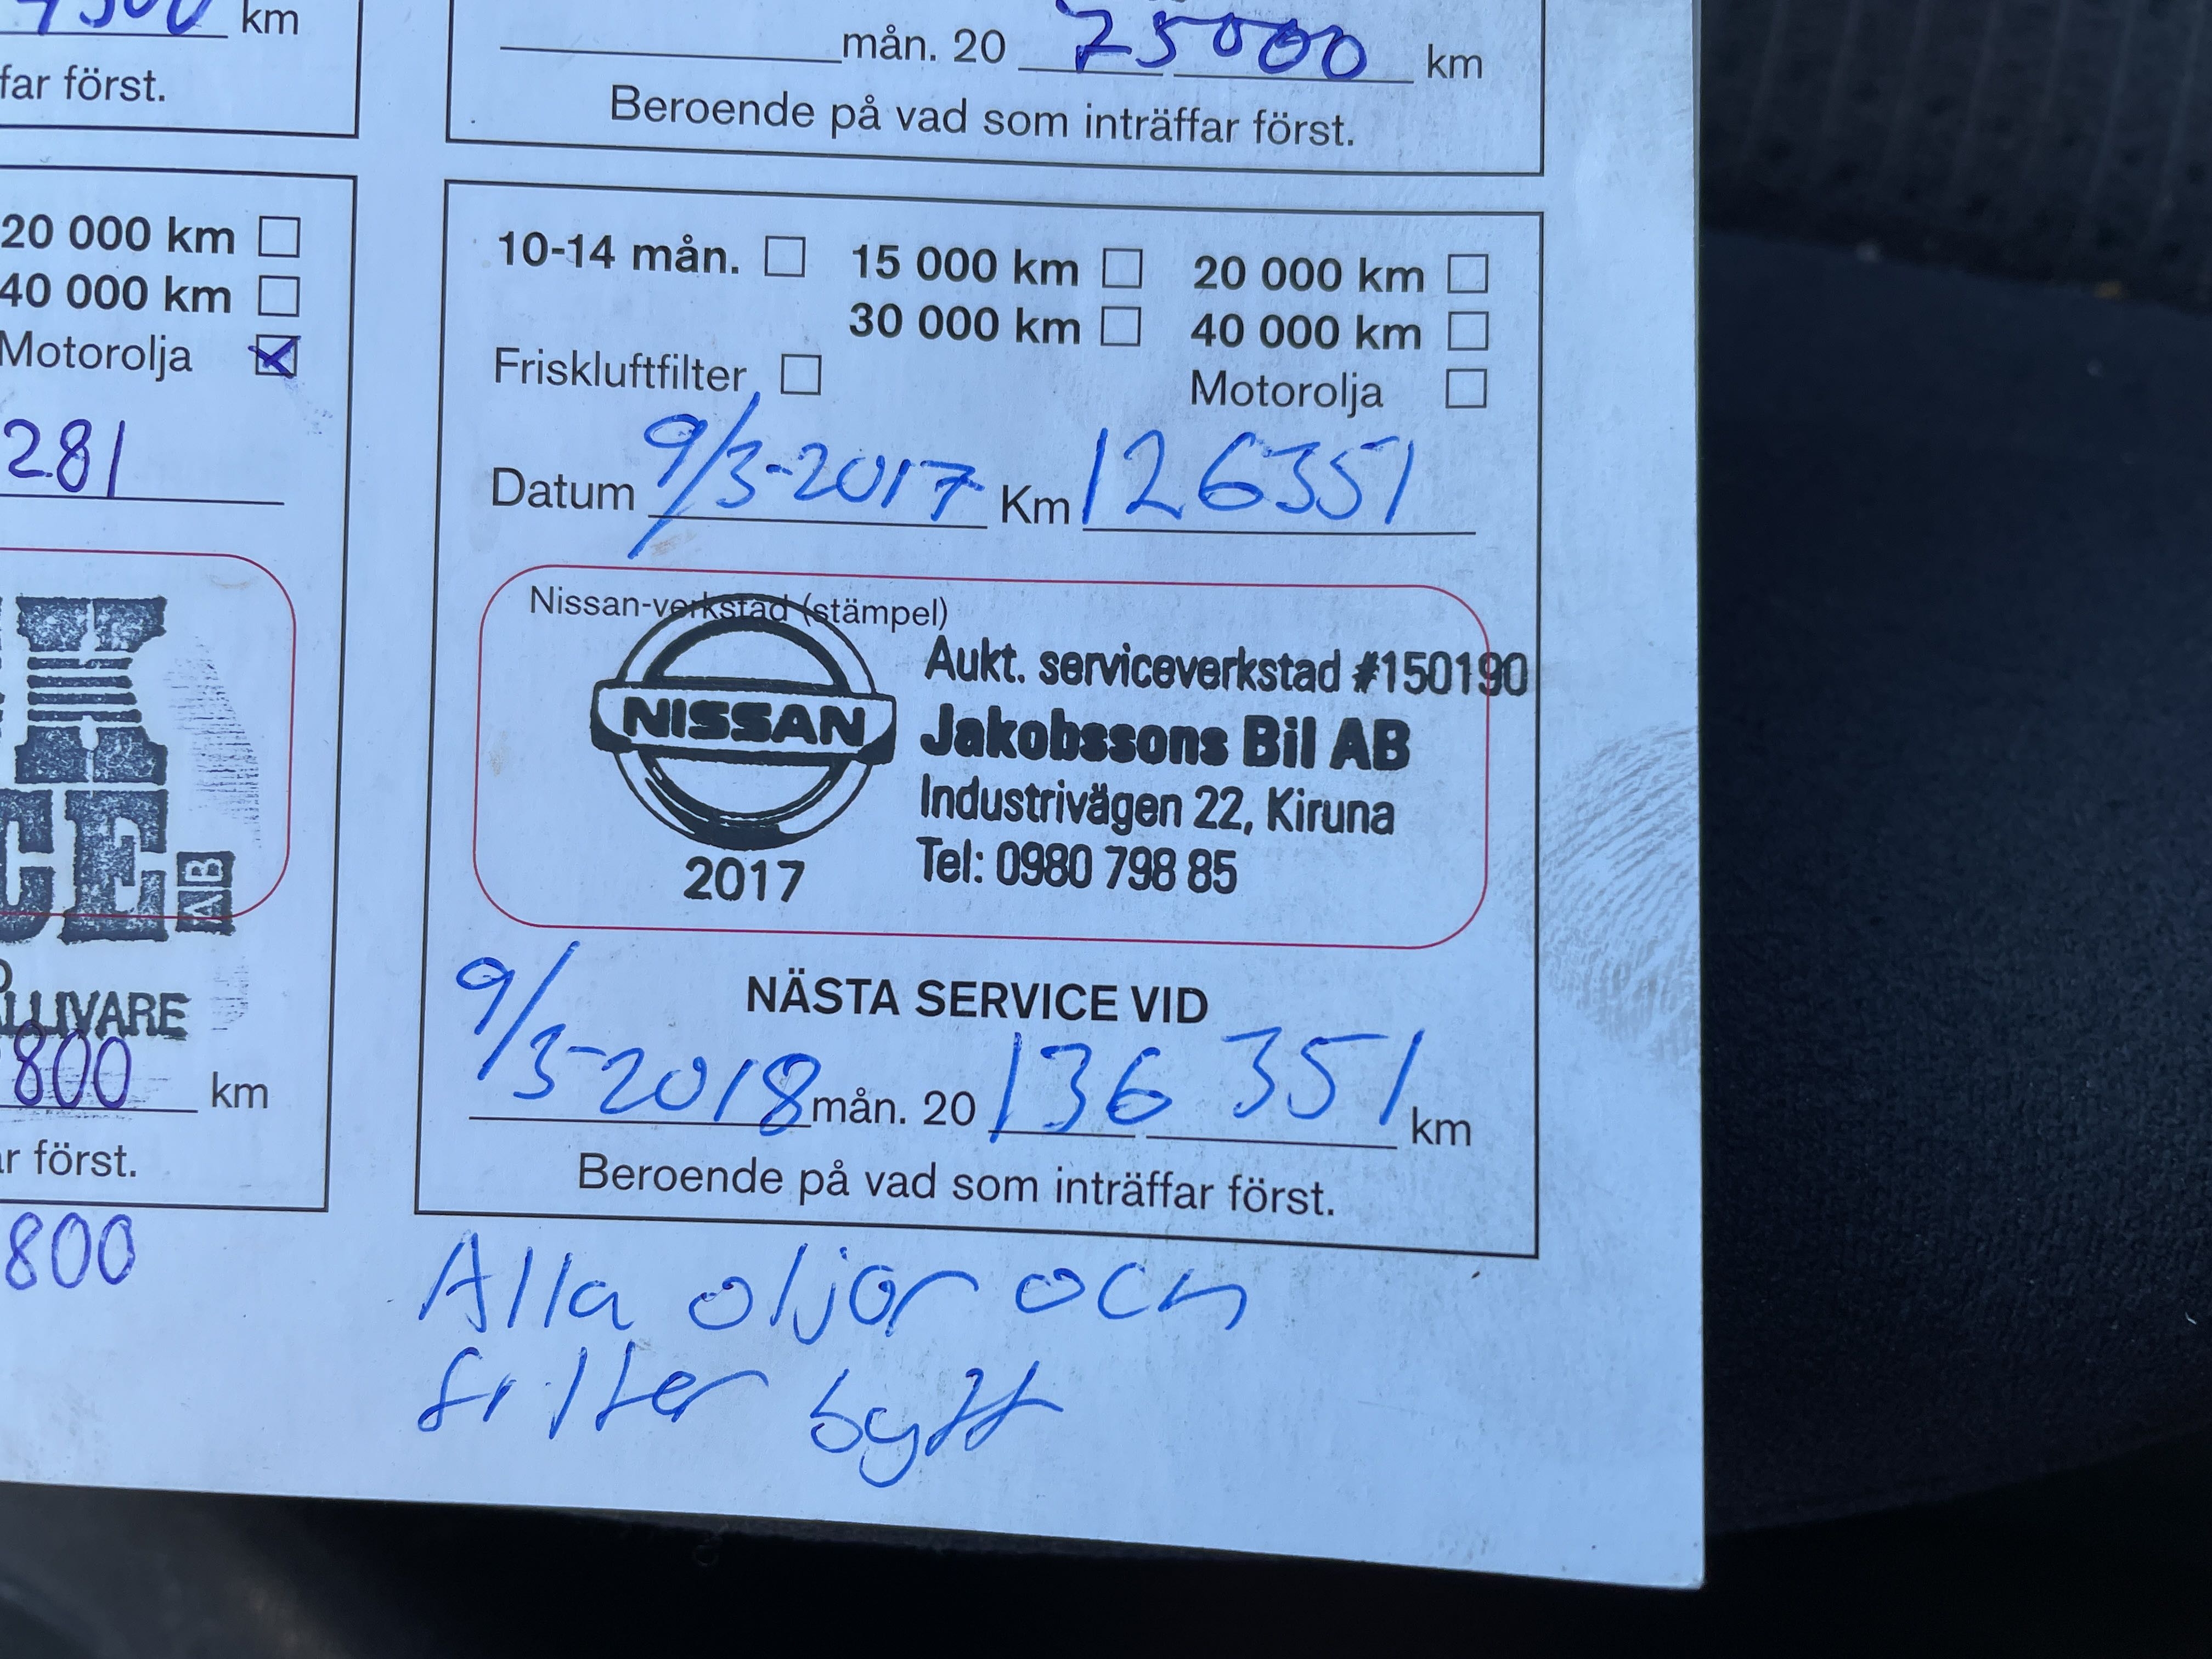 km
far först.
mån. 20 75000 km
Beroende på vad som inträffar först.
20 000 km
40 000 km
Motorolja
281
AB
LLIVARE
800 km
r först.
800
10-14 mån. 15 000 km 20 000 km
30 000 km 40 000 km
Friskluftfilter Motorolja
Datum 9/3-2017 Km 126351
Nissan-verkstad (stämpel)
NISSAN
2017
Aukt. serviceverkstad #150190
Jakobssons Bil AB
Industrivägen 22, Kiruna
Tel: 0980 798 85
NÄSTA SERVICE VID
9/3-2018 mån. 20 136 351 km
Beroende på vad som inträffar först.
Alla oljor och
filter bytt